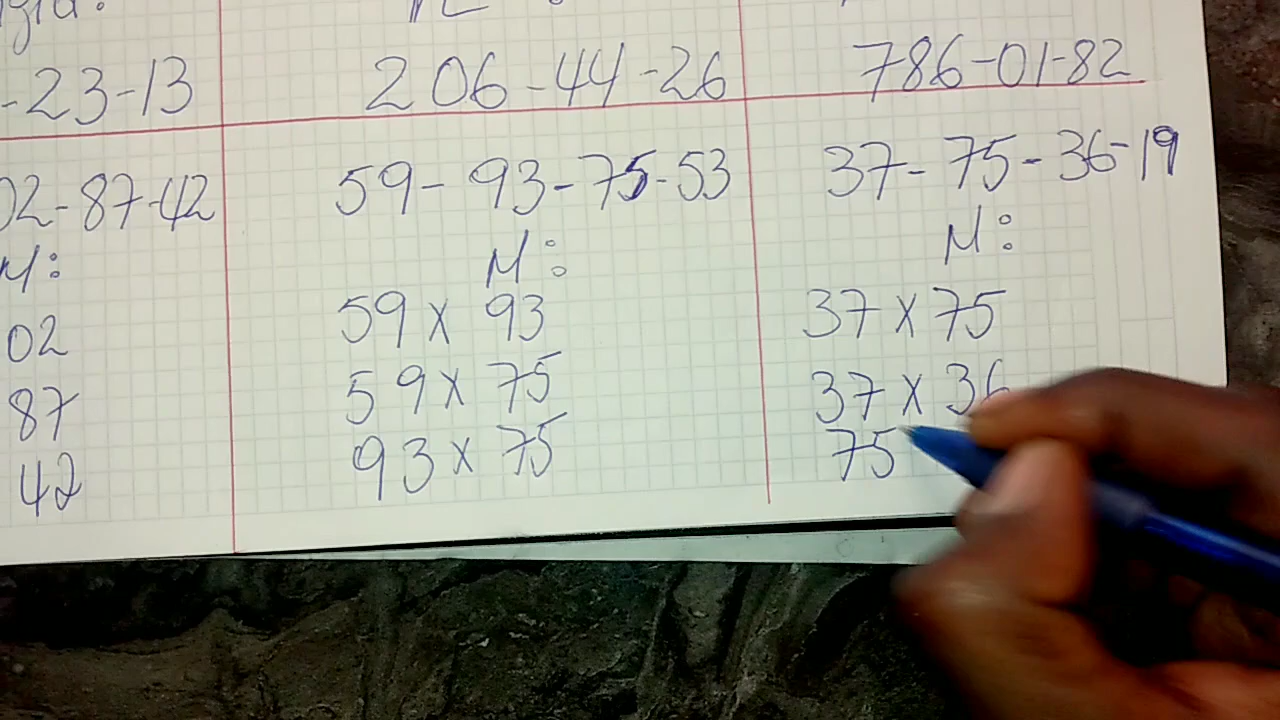 -23-13
02-87-42
M:
02
87
42
206-44-26
59-93-75-53
M:
59 x 93
59 x 75
93 x 75
786-01-82
37-75-36-19
M:
37 x 75
37 x 36
75